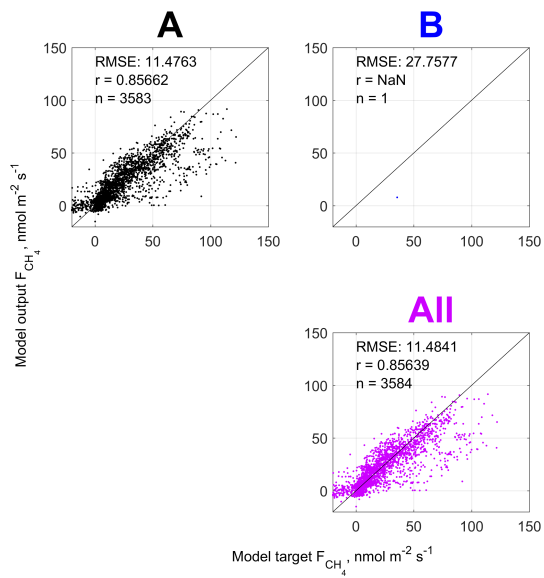 A
RMSE: 11.4763
r = 0.85662
n = 3583
150
100
50
0
0 50 100 150
B
RMSE: 27.7577
r = NaN
n = 1
150
100
50
0
0 50 100 150
Model output F_CH_4, nmol m^-2 s^-1
All
RMSE: 11.4841
r = 0.85639
n = 3584
150
100
50
0
0 50 100 150
Model target F_CH_4, nmol m^-2 s^-1